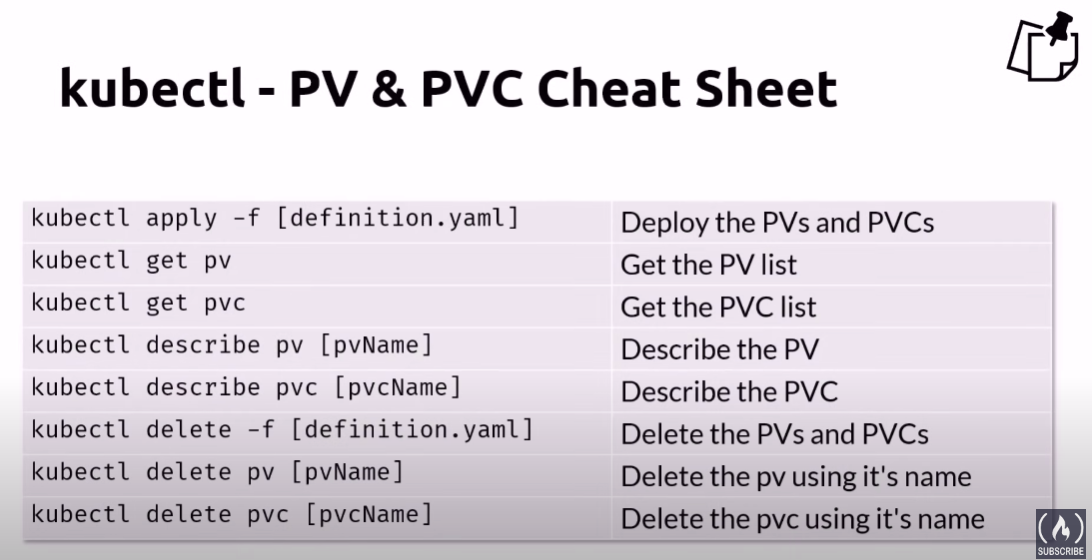 kubectl - PV & PVC Cheat Sheet
kubectl apply -f [definition.yaml] Deploy the PVs and PVCs
kubectl get pv Get the PV list
kubectl get pvc Get the PVC list
kubectl describe pv [pvName] Describe the PV
kubectl describe pvc [pvcName] Describe the PVC
kubectl delete -f [definition.yaml] Delete the PVs and PVCs
kubectl delete pv [pvName] Delete the pv using it's name
kubectl delete pvc [pvcName] Delete the pvc using it's name
SUBSCRIBE